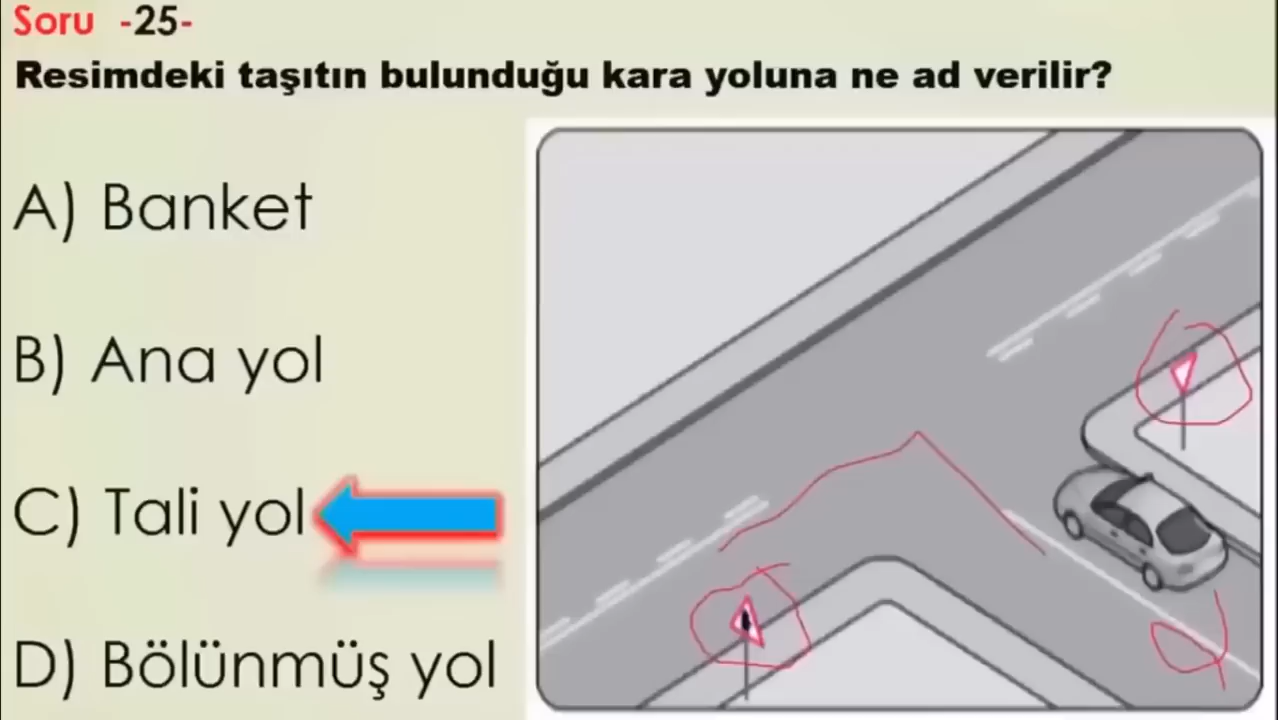 Soru -25-
Resimdeki taşıtın bulunduğu kara yoluna ne ad verilir?
A) Banket
B) Ana yol
C) Tali yol
D) Bölünmüş yol